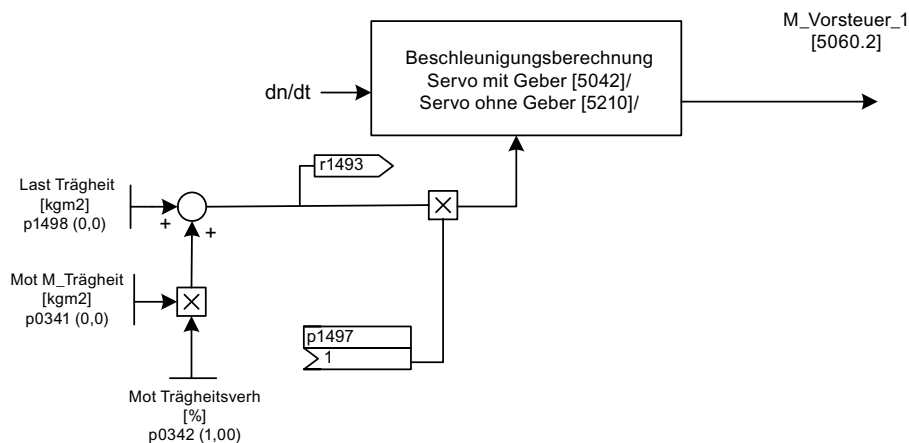 M_Vorsteuer_1
[5060.2]
Beschleunigungsberechnung
Servo mit Geber [5042]/
Servo ohne Geber [5210]/
dn/dt
r1493
Last Trägheit
[kgm2]
p1498 (0,0)
+
+
Mot M_Trägheit
[kgm2]
p0341 (0,0)
p1497
1
Mot Trägheitsverh
[%]
p0342 (1,00)